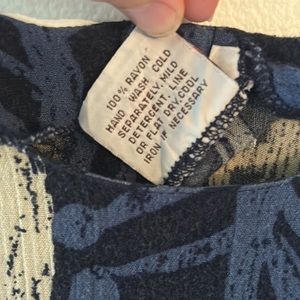 100% RAYON
HAND WASH COLD
SEPARATELY, MILD
DETERGENT. LINE
OR FLAT DRY, COOL
IRON IF NECESSARY